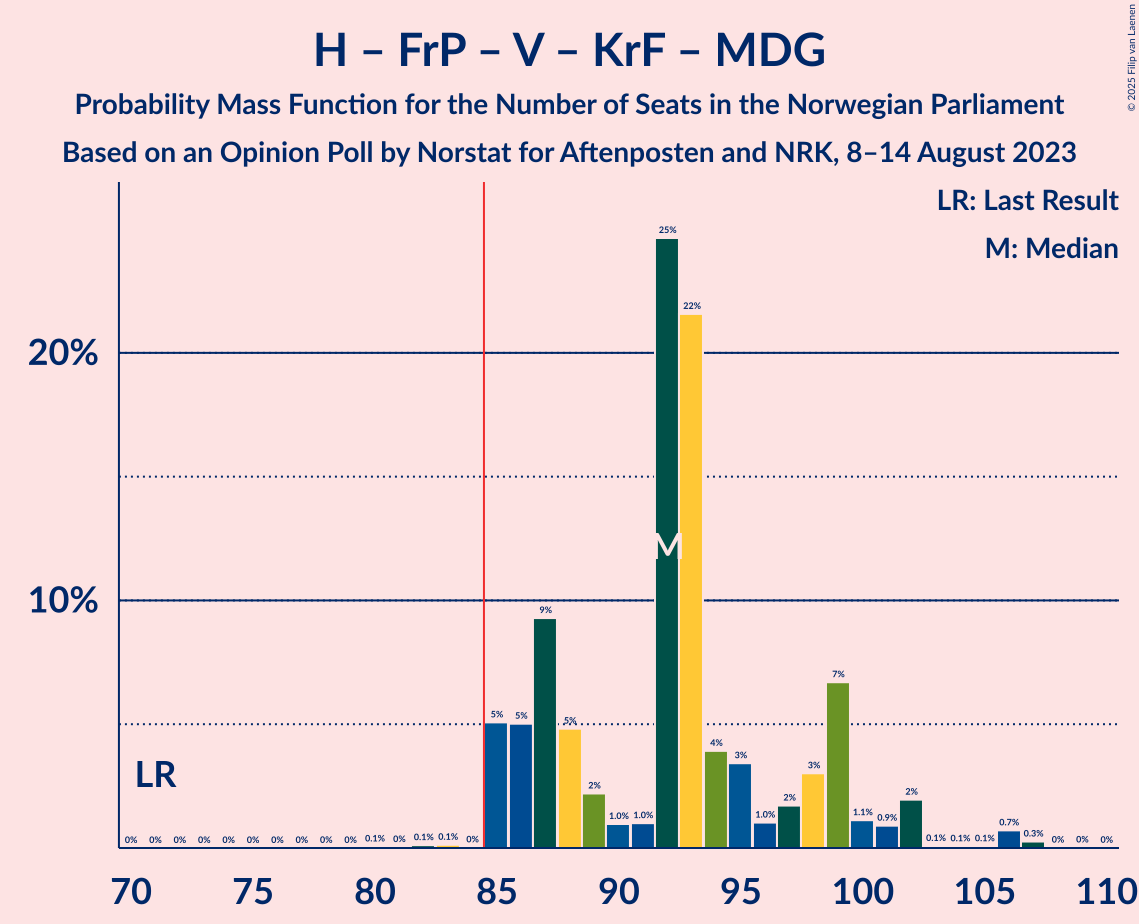 H – FrP – V – KrF – MDG
Probability Mass Function for the Number of Seats in the Norwegian Parliament
Based on an Opinion Poll by Norstat for Aftenposten and NRK, 8–14 August 2023
© 2025 Filip van Laenen
LR: Last Result
M: Median
20%
10%
LR
M
0% 0% 0% 0% 0% 0% 0% 0% 0% 0% 0.1% 0% 0.1% 0.1% 0% 5% 5% 9% 5% 2% 1.0% 1.0% 25% 22% 4% 3% 1.0% 2% 3% 7% 1.1% 0.9% 2% 0.1% 0.1% 0.1% 0.7% 0.3% 0% 0% 0%
70 75 80 85 90 95 100 105 110